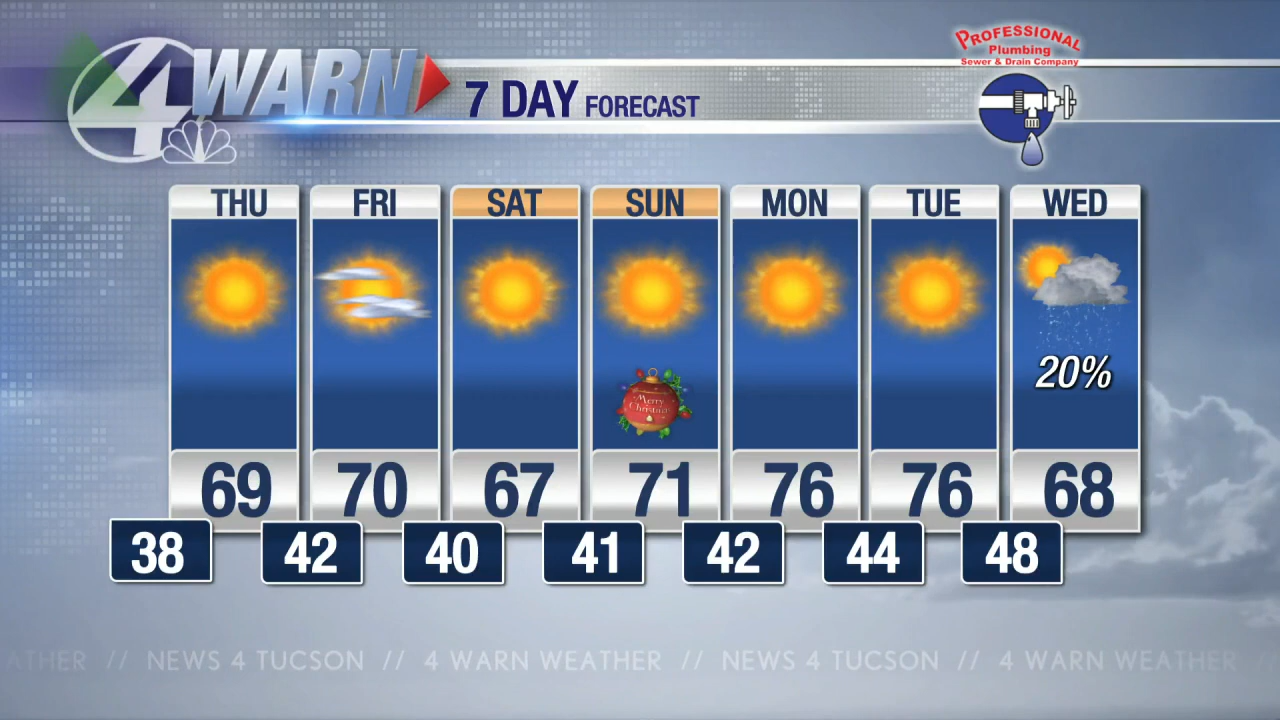 4 WARN
7 DAY FORECAST
PROFESSIONAL
Plumbing
Sewer & Drain Company
THU FRI SAT SUN MON TUE WED
20%
Merry
Christmas
69 70 67 71 76 76 68
38 42 40 41 42 44 48
ATHER // NEWS 4 TUCSON // 4 WARN WEATHER // NEWS 4 TUCSON // 4 WARN WEATHER